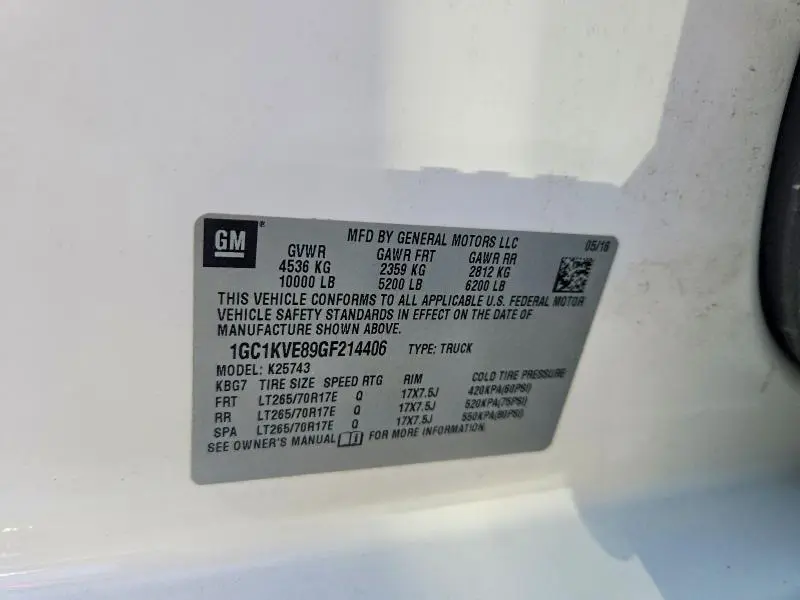 GM
MFD BY GENERAL MOTORS LLC
05/16
GVWR GAWR FRT GAWR RR
4536 KG 2359 KG 2812 KG
10000 LB 5200 LB 6200 LB
THIS VEHICLE CONFORMS TO ALL APPLICABLE U.S. FEDERAL MOTOR
VEHICLE SAFETY STANDARDS IN EFFECT ON THE DATE OF
MANUFACTURE SHOWN ABOVE.
1GC1KVE89GF214406 TYPE: TRUCK
MODEL: K25743
KBG7 TIRE SIZE SPEED RTG RIM COLD TIRE PRESSURE
FRT LT265/70R17E Q 17X7.5J 420KPA(60PSI)
RR LT265/70R17E Q 17X7.5J 520KPA(75PSI)
SPA LT265/70R17E Q 17X7.5J 550KPA(80PSI)
SEE OWNER'S MANUAL FOR MORE INFORMATION